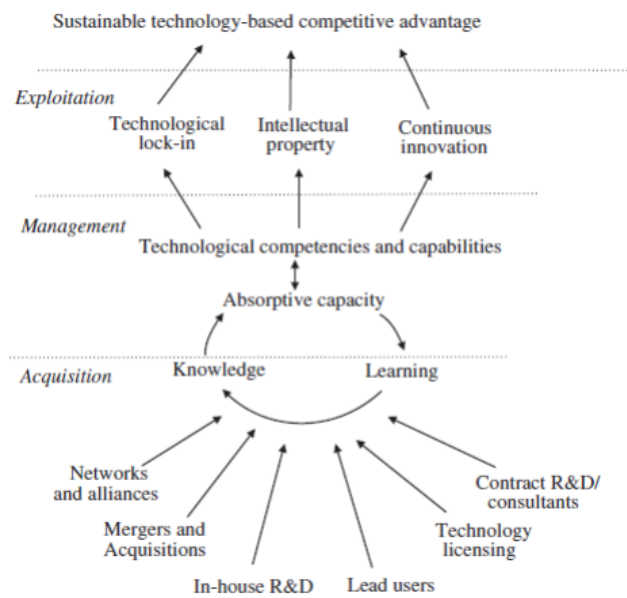 Sustainable technology-based competitive advantage
Exploitation
Technological
lock-in
Intellectual
property
Continuous
innovation
Management
Technological competencies and capabilities
Absorptive capacity
Acquisition
Knowledge
Learning
Networks
and alliances
Contract R&D/
consultants
Mergers and
Acquisitions
Technology
licensing
In-house R&D
Lead users